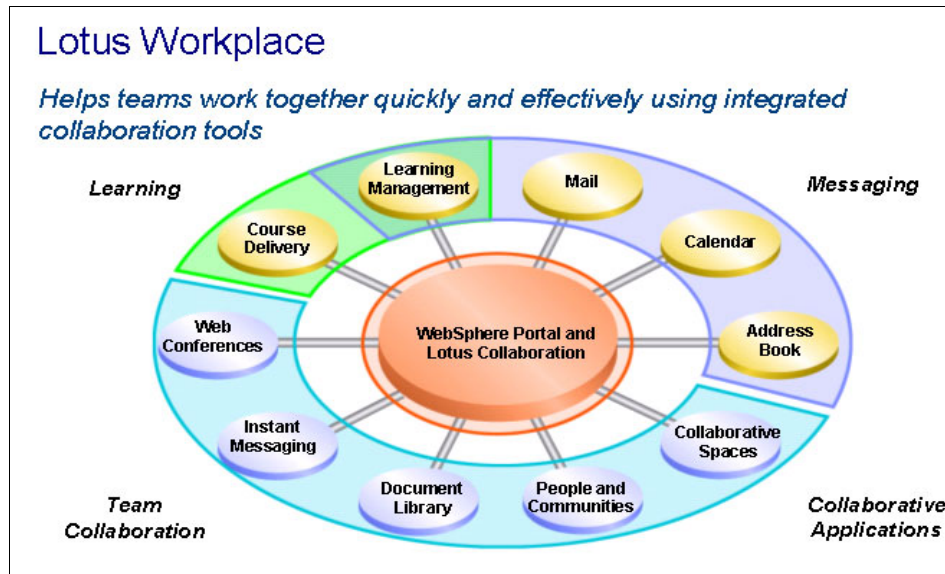 Lotus Workplace
Helps teams work together quickly and effectively using integrated
collaboration tools
Learning
Learning
Management
Mail
Messaging
Course
Delivery
Calendar
Web
Conferences
WebSphere Portal and
Lotus Collaboration
Address
Book
Instant
Messaging
Collaborative
Spaces
Document
Library
People and
Communities
Team
Collaboration
Collaborative
Applications